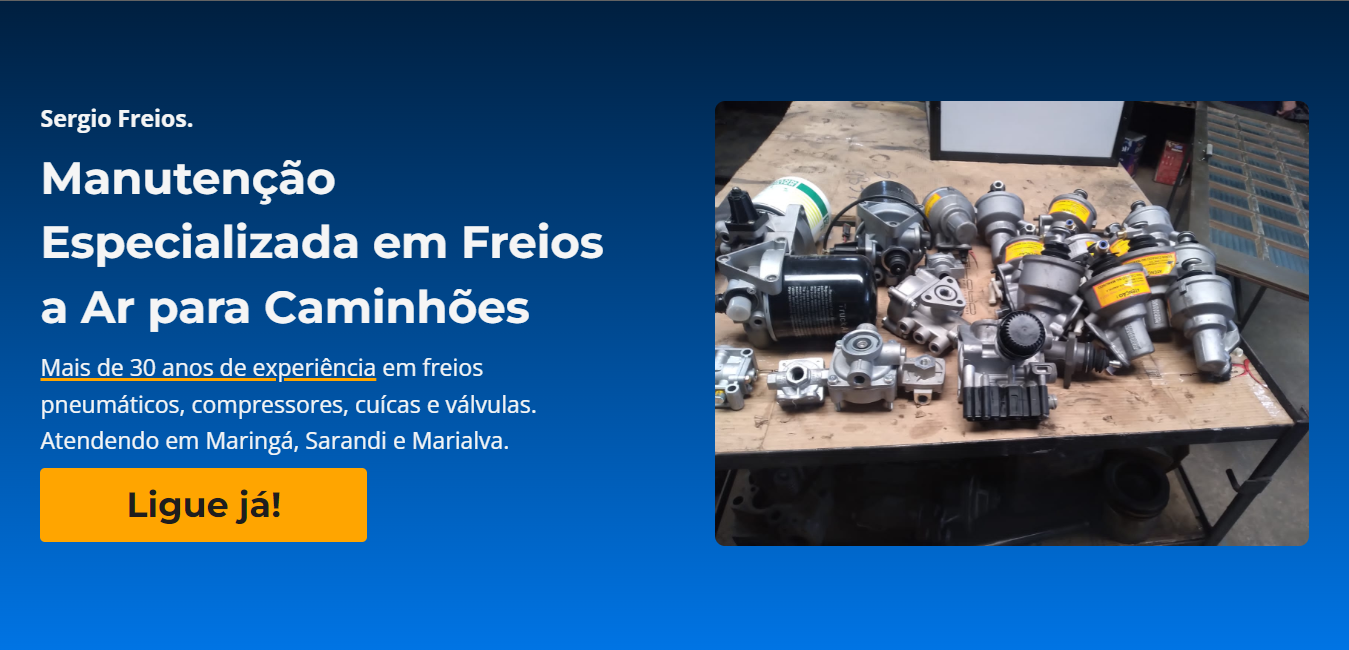 Sergio Freios.
Manutenção
Especializada em Freios
a Ar para Caminhões
Mais de 30 anos de experiência em freios
pneumáticos, compressores, cuícas e válvulas.
Atendendo em Maringá, Sarandi e Marialva.
Ligue já!